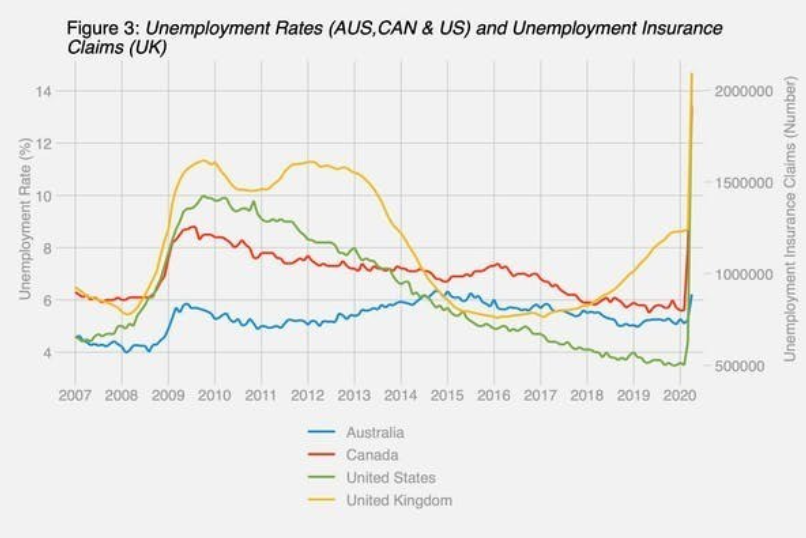 Figure 3: Unemployment Rates (AUS,CAN & US) and Unemployment Insurance
Claims (UK)
Unemployment Rate (%)
14
12
10
8
6
4
2000000
1500000
1000000
500000
Unemployment Insurance Claims (Number)
2007 2008 2009 2010 2011 2012 2013 2014 2015 2016 2017 2018 2019 2020
Australia
Canada
United States
United Kingdom